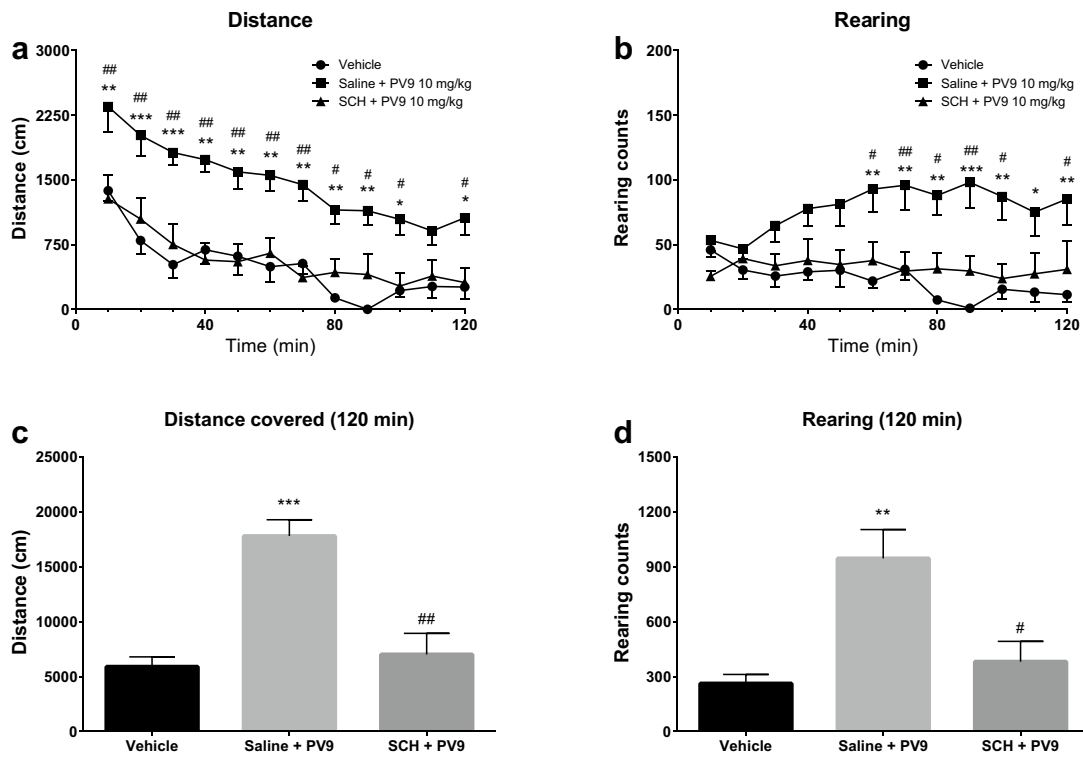 Distance
a
3000
2250
1500
750
0
Distance (cm)
Vehicle
Saline + PV9 10 mg/kg
SCH + PV9 10 mg/kg
## ## ## ## ## ## ## # # # #
** *** *** ** ** ** ** ** ** * *
0 40 80 120
Time (min)
Rearing
b
200
150
100
50
0
Rearing counts
Vehicle
Saline + PV9 10 mg/kg
SCH + PV9 10 mg/kg
# ## # ## # #
** ** ** *** ** * **
0 40 80 120
Time (min)
Distance covered (120 min)
c
25000
20000
15000
10000
5000
0
Distance (cm)
***
##
Vehicle Saline + PV9 SCH + PV9
Rearing (120 min)
d
1500
1200
900
600
300
0
Rearing counts
**
#
Vehicle Saline + PV9 SCH + PV9